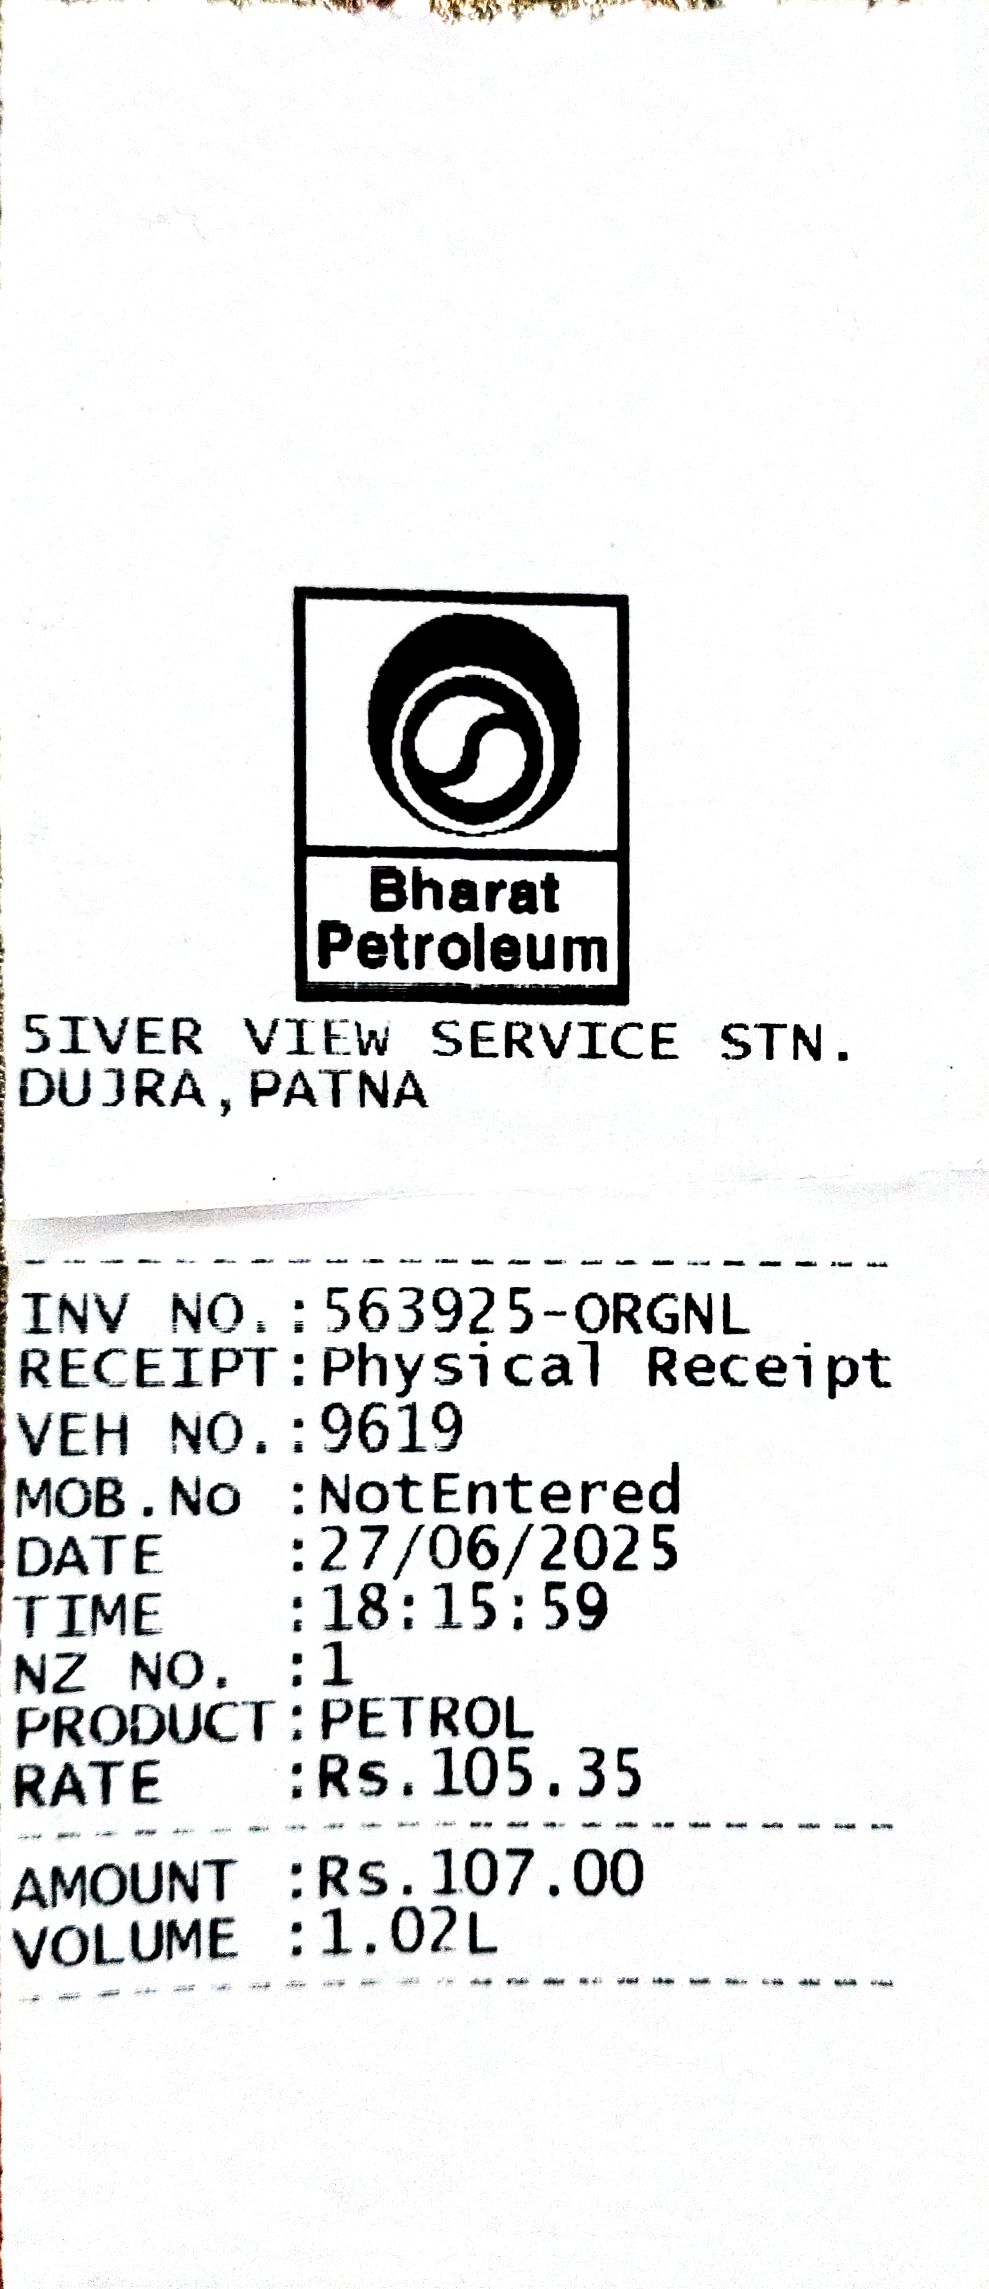 Bharat
Petroleum
5IVER VIEW SERVICE STN.
DUJRA,PATNA
INV NO.:563925-ORGNL
RECEIPT:Physical Receipt
VEH NO.:9619
MOB.No :NotEntered
DATE :27/06/2025
TIME :18:15:59
NZ NO. :1
PRODUCT:PETROL
RATE :Rs.105.35
AMOUNT :Rs.107.00
VOLUME :1.02L